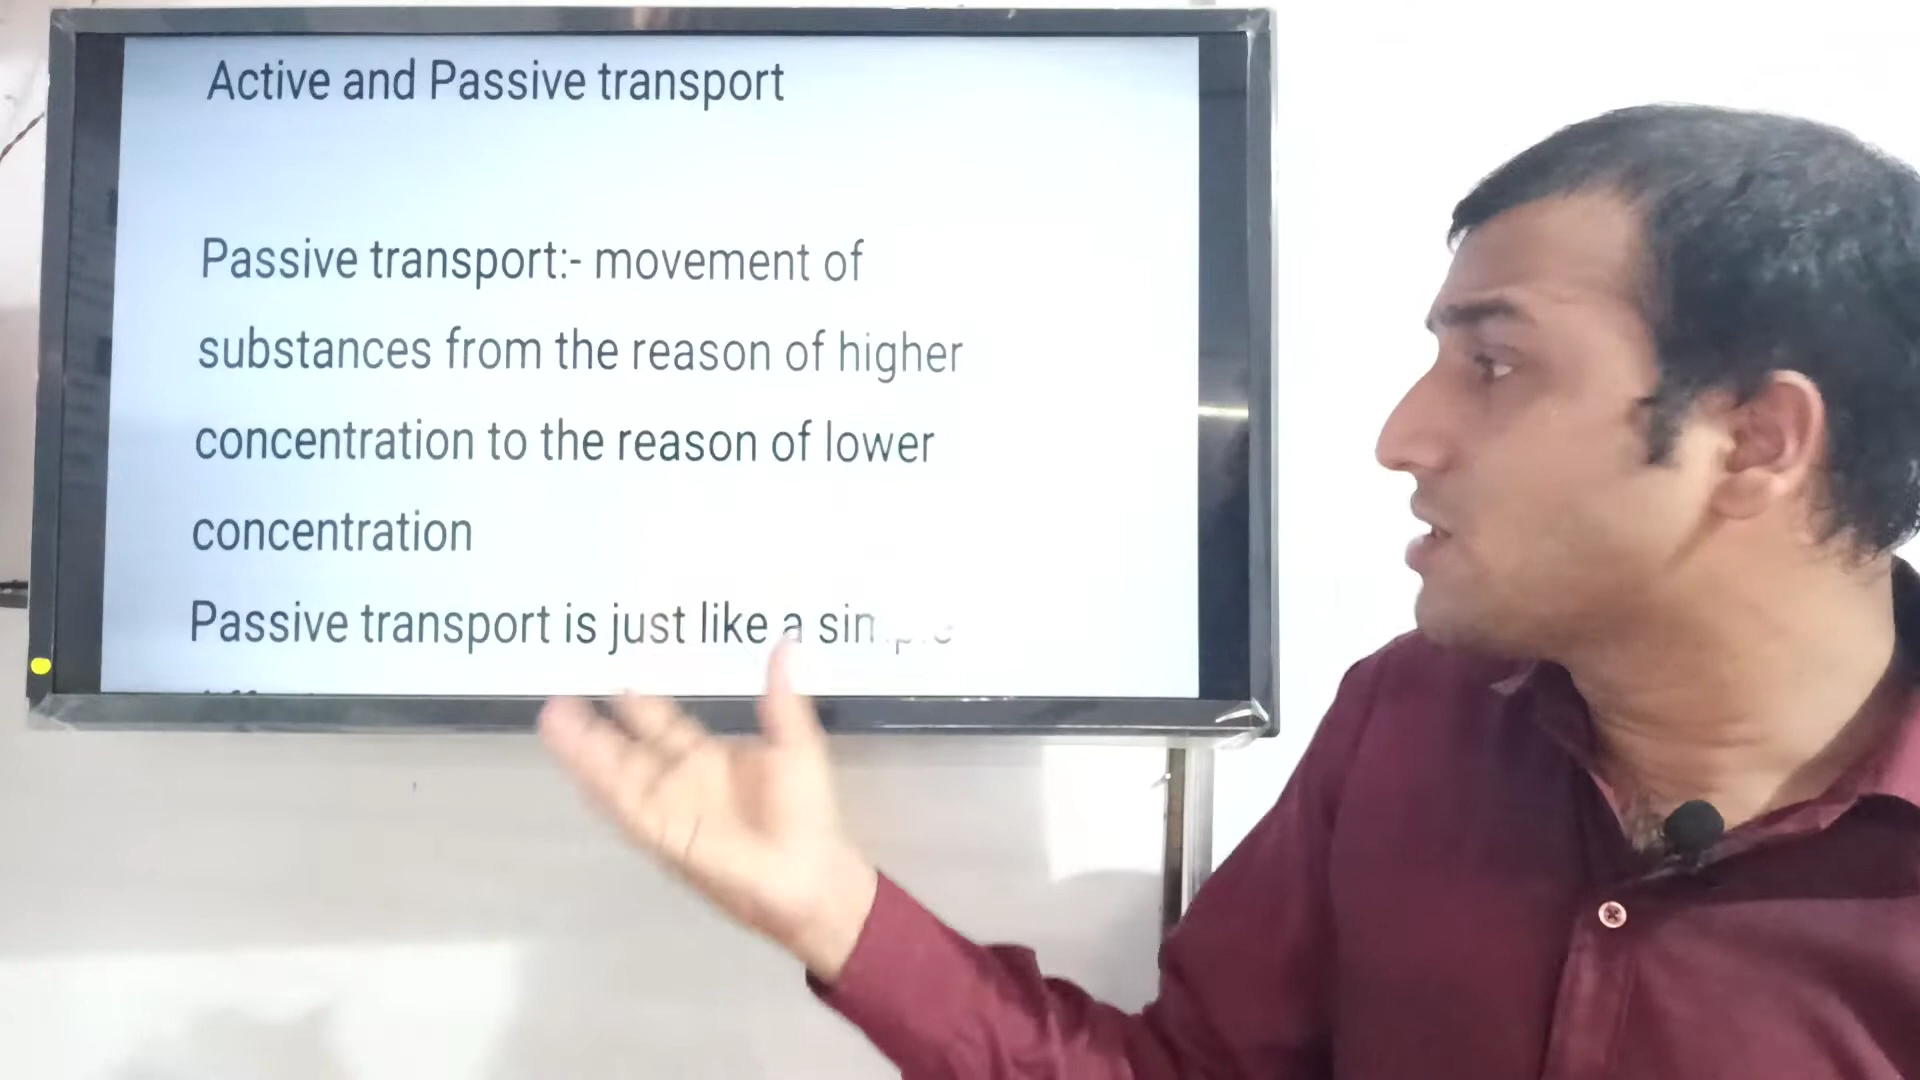 Active and Passive transport
Passive transport:- movement of
substances from the reason of higher
concentration to the reason of lower
concentration
Passive transport is just like a simple